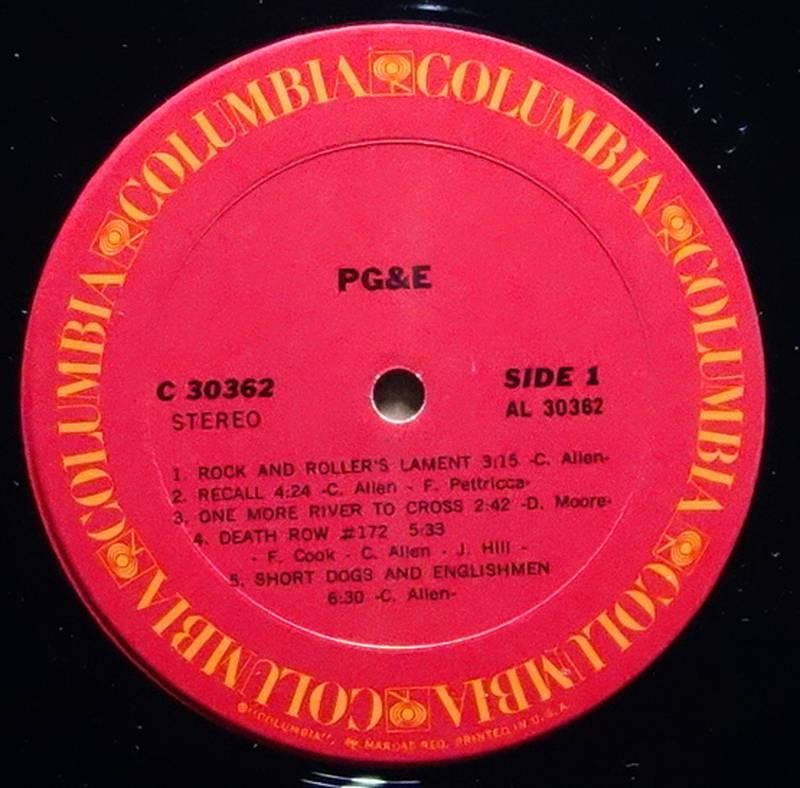 COLUMBIA COLUMBIA COLUMBIA COLUMBIA COLUMBIA COLUMBIA
PG&E
C 30362
STEREO
SIDE 1
AL 30362
1. ROCK AND ROLLER'S LAMENT 3:15 -C. Allen-
2. RECALL 4:24 -C. Allen - F. Pettricca-
3. ONE MORE RIVER TO CROSS 2:42 -D. Moore-
4. DEATH ROW #172 5:33
- F. Cook - C. Allen - J. Hill -
5. SHORT DOGS AND ENGLISHMEN
6:30 -C. Allen-
®"COLUMBIA", MARCAS REG. PRINTED IN U.S.A.